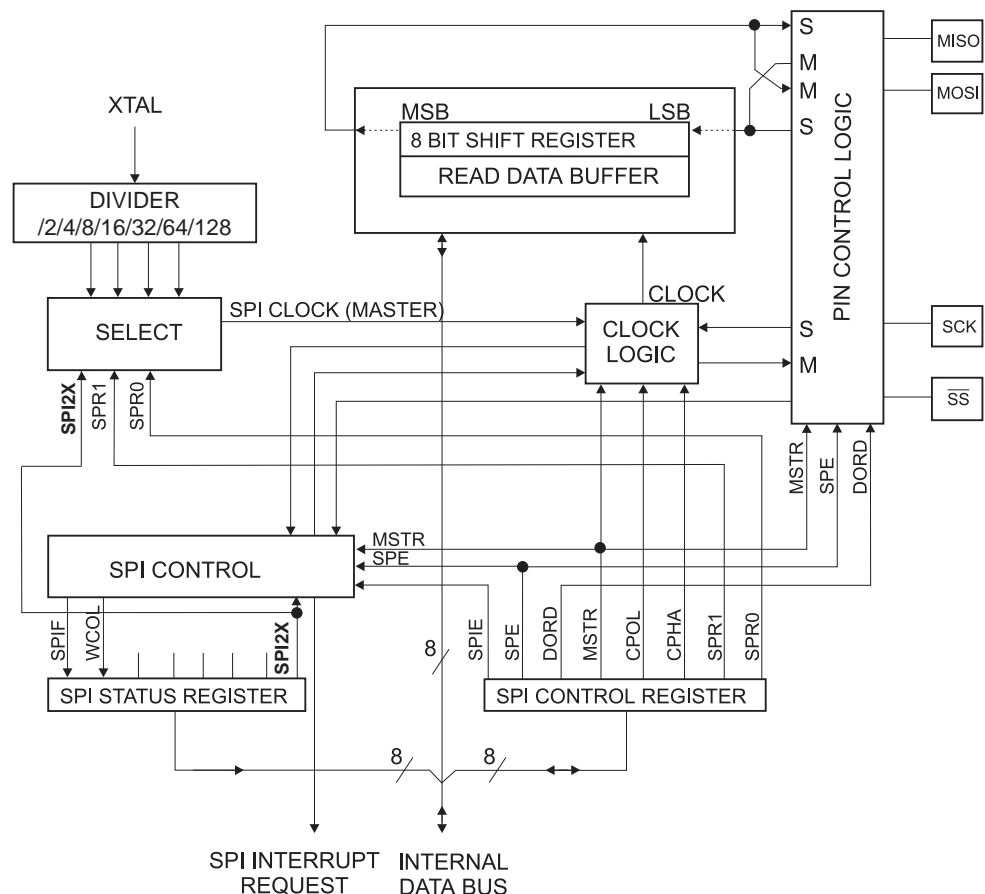 S
MISO
M
M
MOSI
S
XTAL
MSB
LSB
8 BIT SHIFT REGISTER
READ DATA BUFFER
DIVIDER
/2/4/8/16/32/64/128
PIN CONTROL LOGIC
SPI CLOCK (MASTER)
CLOCK
SELECT
CLOCK
LOGIC
S
SCK
M
SS
SPI2X
SPR1
SPR0
MSTR
SPE
DORD
MSTR
SPE
SPI CONTROL
SPIF
WCOL
SPI2X
SPIE
SPE
DORD
MSTR
CPOL
CPHA
SPR1
SPR0
8
SPI STATUS REGISTER
SPI CONTROL REGISTER
8
8
SPI INTERRUPT
REQUEST
INTERNAL
DATA BUS